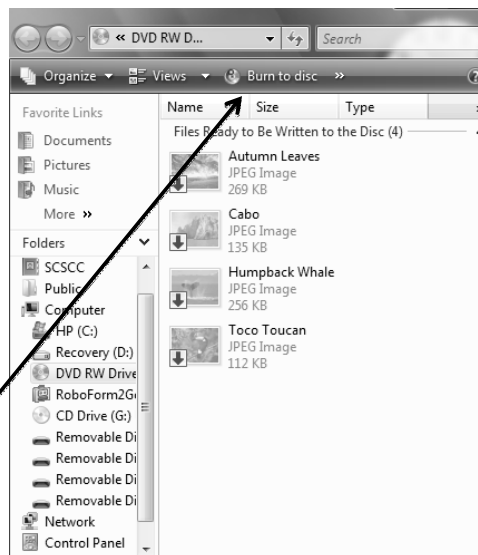 « DVD RW D...
Search
Organize Views Burn to disc »
Favorite Links
Documents
Pictures
Music
More »
Folders
SCSCC
Public
Computer
HP (C:)
Recovery (D:)
DVD RW Drive
RoboForm2G
CD Drive (G:)
Removable Di
Removable Di
Removable Di
Removable Di
Network
Control Panel
Name Size Type
Files Ready to Be Written to the Disc (4)
Autumn Leaves
JPEG Image
269 KB
Cabo
JPEG Image
135 KB
Humpback Whale
JPEG Image
256 KB
Toco Toucan
JPEG Image
112 KB